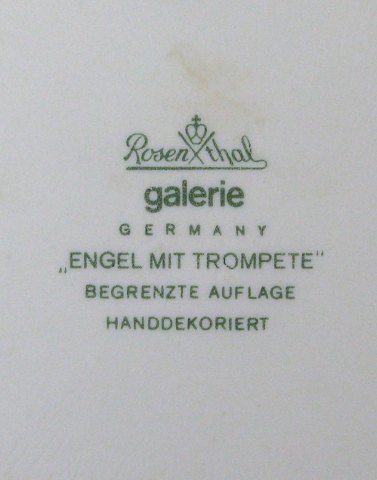 Rosenthal
galerie
GERMANY
„ENGEL MIT TROMPETE"
BEGRENZTE AUFLAGE
HANDDEKORIERT